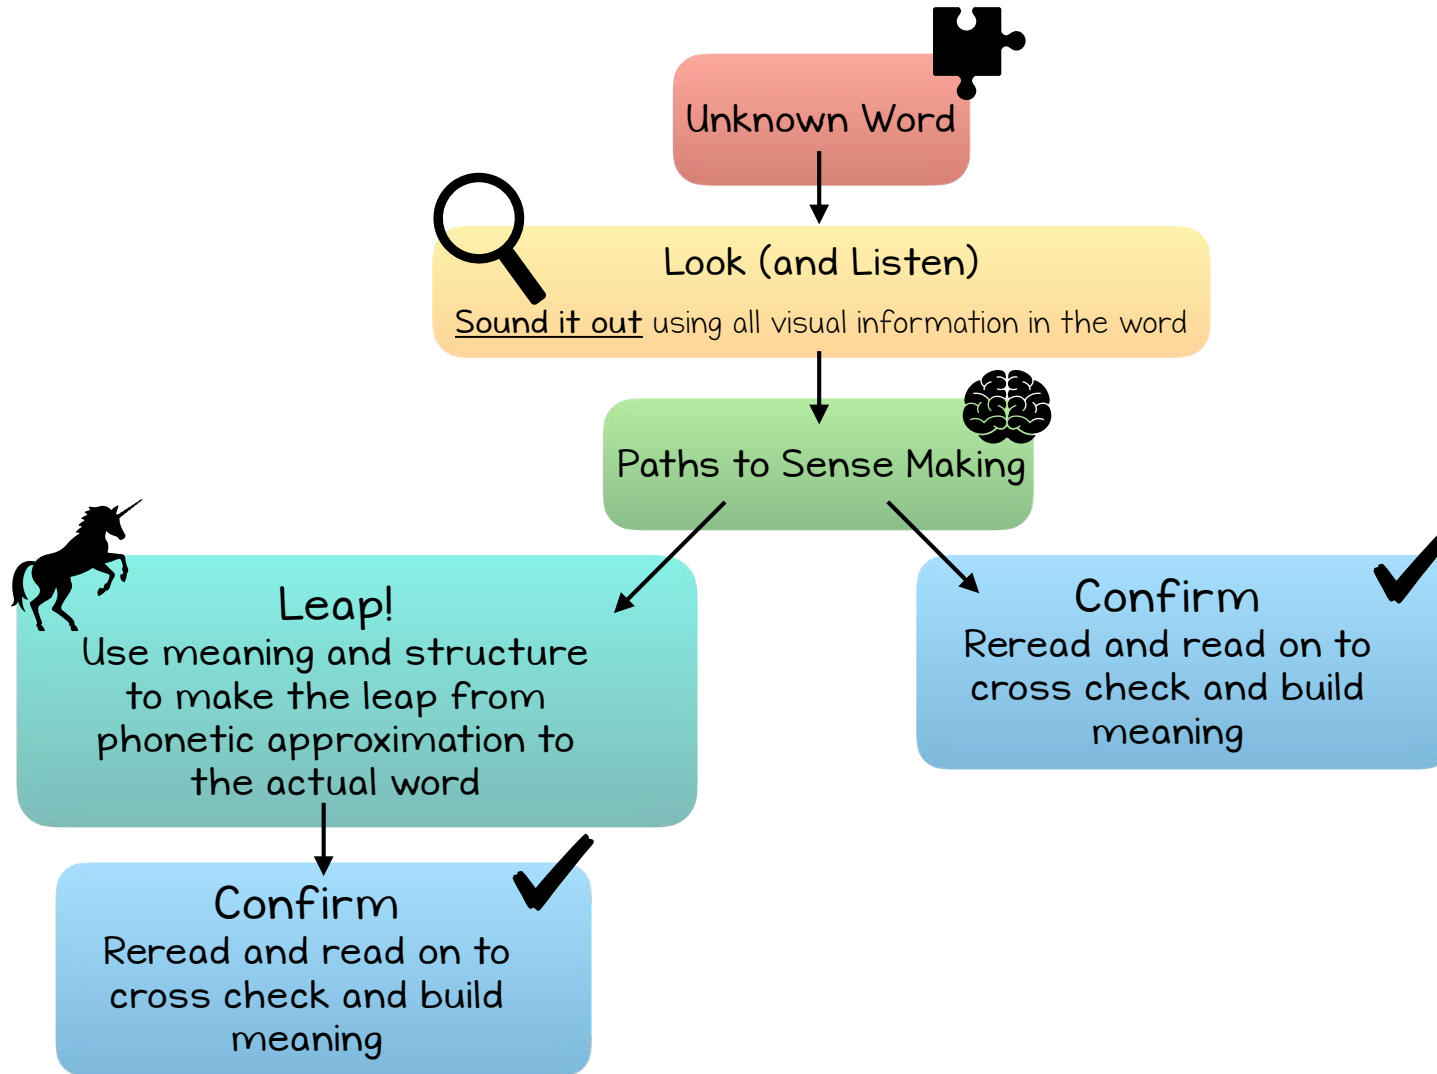 Unknown Word
Look (and Listen)
Sound it out using all visual information in the word
Paths to Sense Making
Leap!
Use meaning and structure
to make the leap from
phonetic approximation to
the actual word
Confirm
Reread and read on to
cross check and build
meaning
Confirm
Reread and read on to
cross check and build
meaning